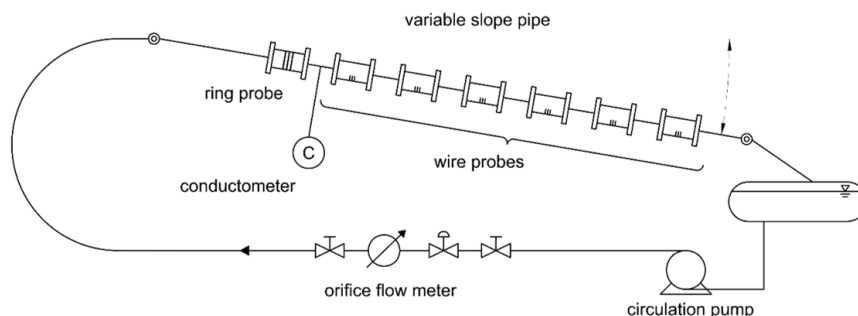 variable slope pipe
ring probe
C
wire probes
conductometer
orifice flow meter
circulation pump